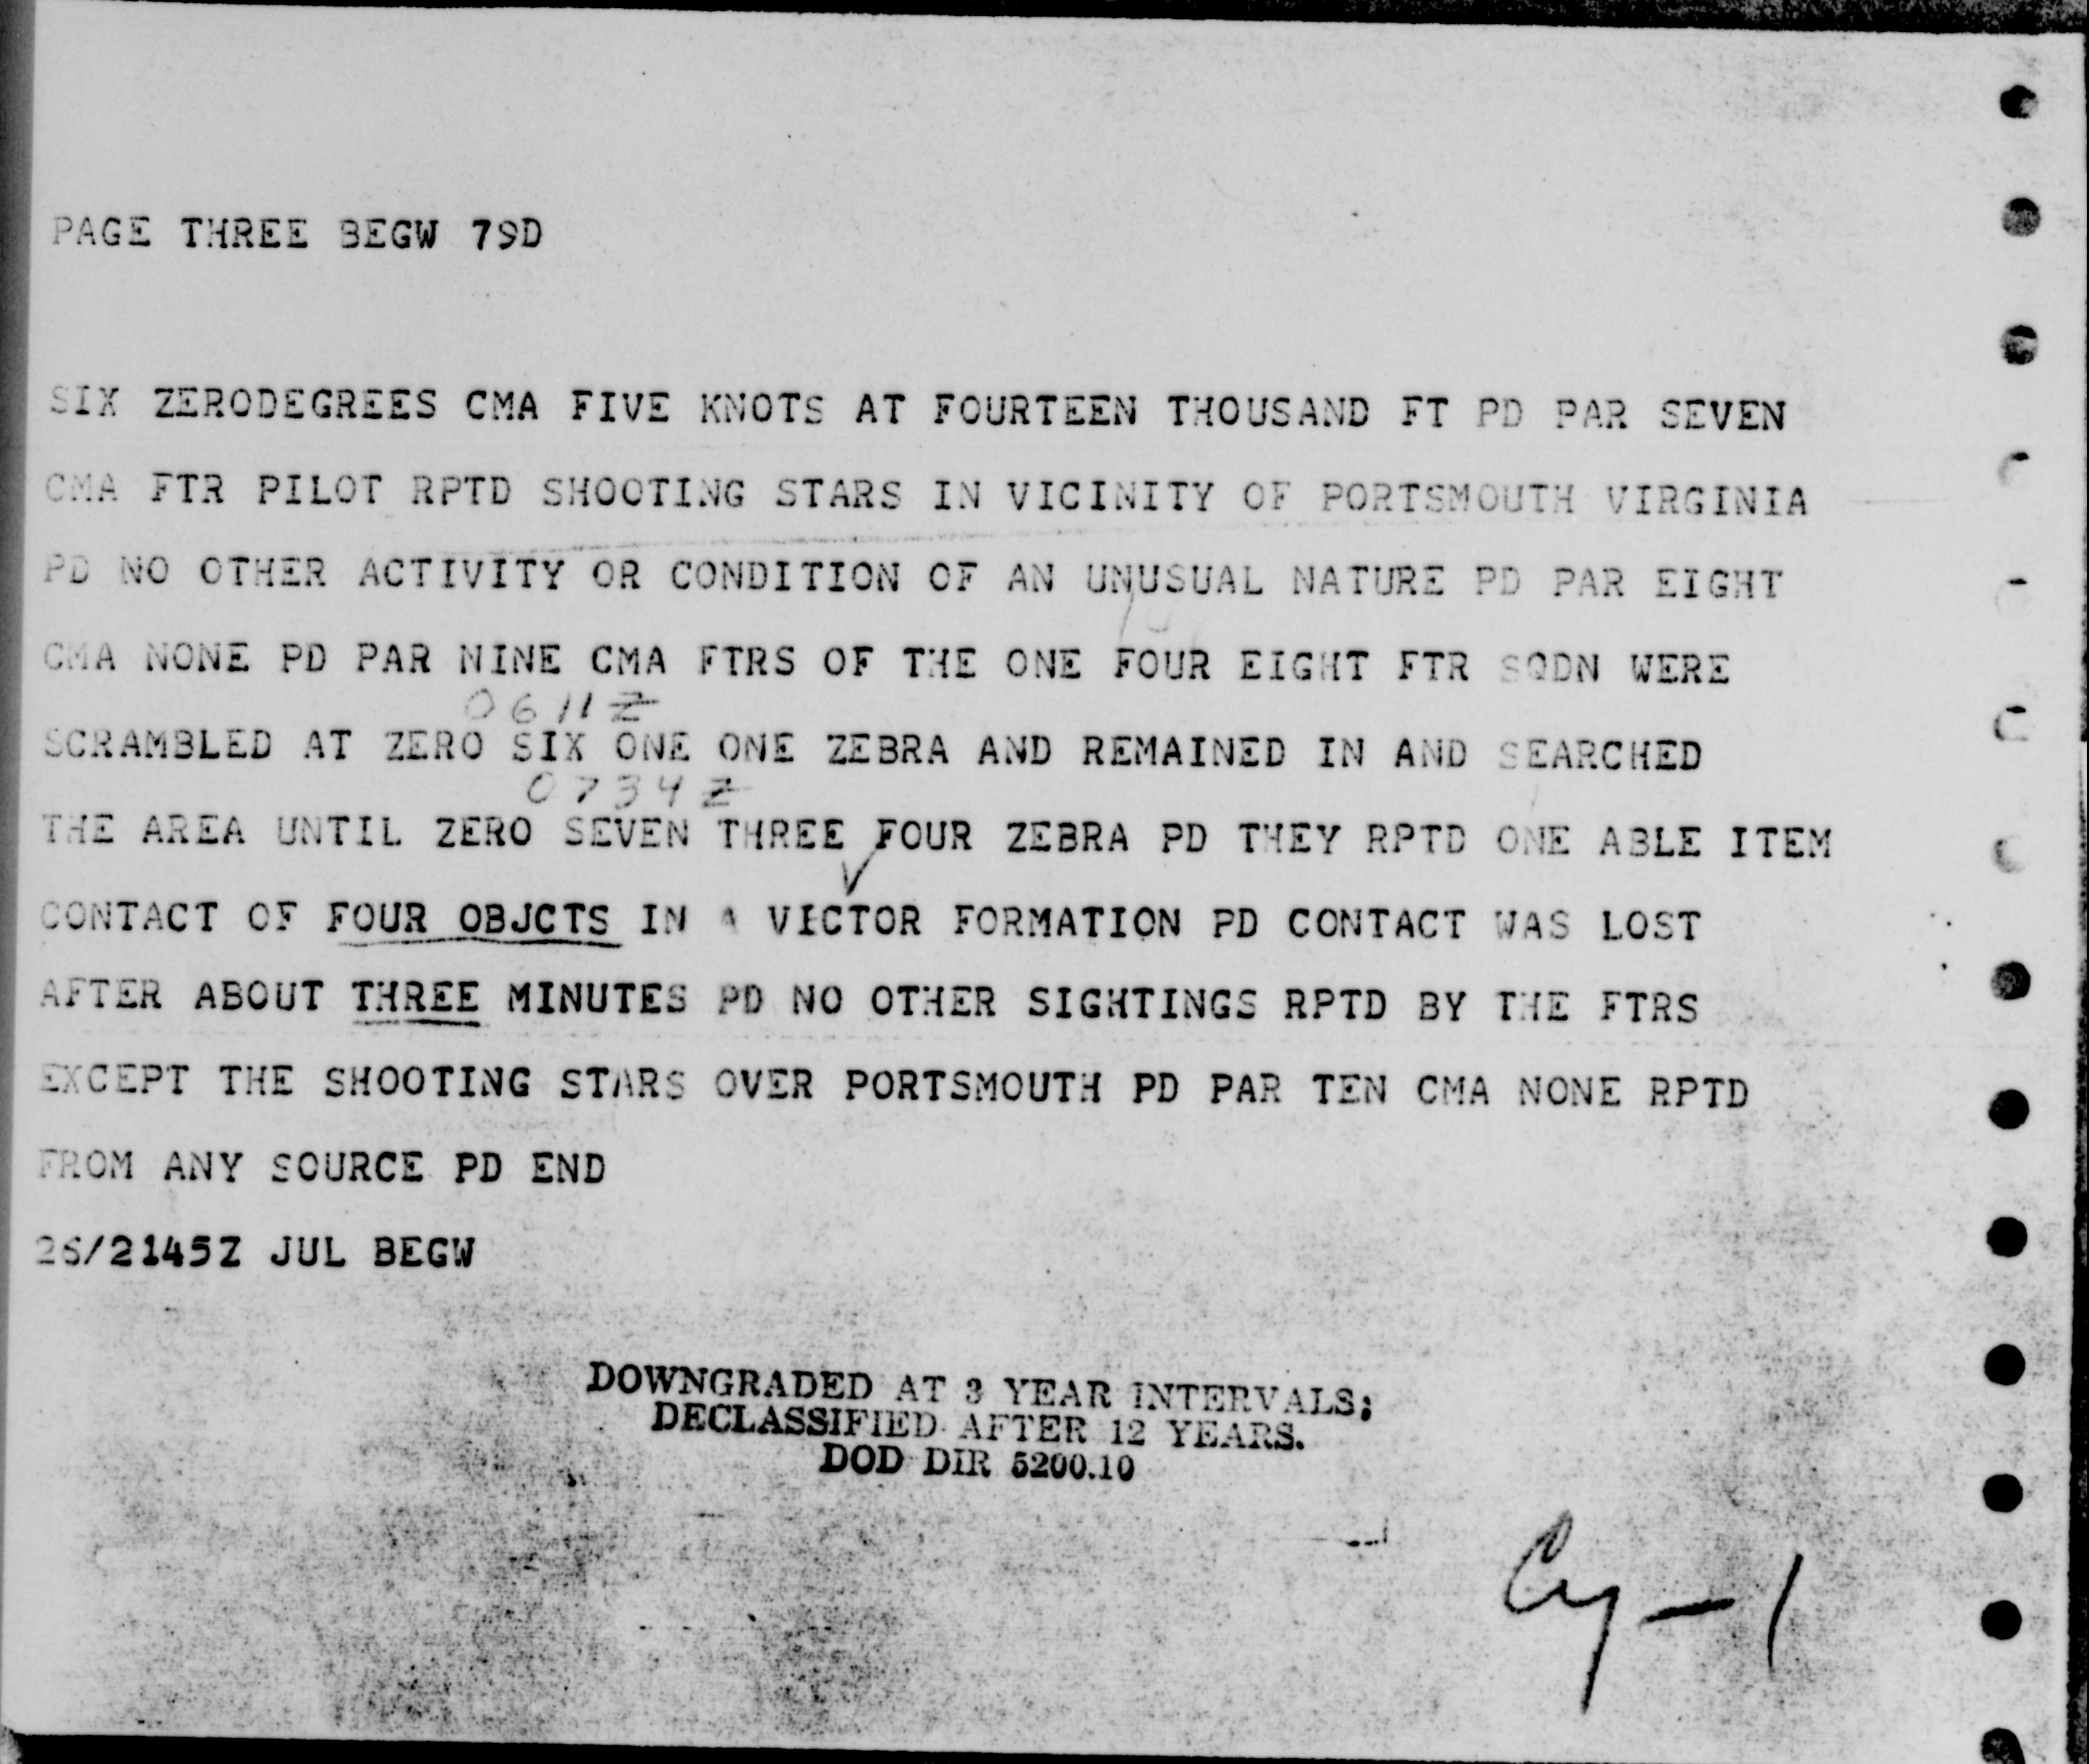 PAGE THREE BEGW 79D
SIX ZERODEGREES CMA FIVE KNOTS AT FOURTEEN THOUSAND FT PD PAR SEVEN
CMA FTR PILOT RPTD SHOOTING STARS IN VICINITY OF PORTSMOUTH VIRGINIA
PD NO OTHER ACTIVITY OR CONDITION OF AN UNUSUAL NATURE PD PAR EIGHT
CMA NONE PD PAR NINE CMA FTRS OF THE ONE FOUR EIGHT FTR SQDN WERE
0611Z
SCRAMBLED AT ZERO SIX ONE ONE ZEBRA AND REMAINED IN AND SEARCHED
0734Z
THE AREA UNTIL ZERO SEVEN THREE FOUR ZEBRA PD THEY RPTD ONE ABLE ITEM
CONTACT OF FOUR OBJCTS IN A VICTOR FORMATION PD CONTACT WAS LOST
AFTER ABOUT THREE MINUTES PD NO OTHER SIGHTINGS RPTD BY THE FTRS
EXCEPT THE SHOOTING STARS OVER PORTSMOUTH PD PAR TEN CMA NONE RPTD
FROM ANY SOURCE PD END
26/2145Z JUL BEGW
DOWNGRADED AT 3 YEAR INTERVALS;
DECLASSIFIED AFTER 12 YEARS.
DOD DIR 5200.10
Cy-1